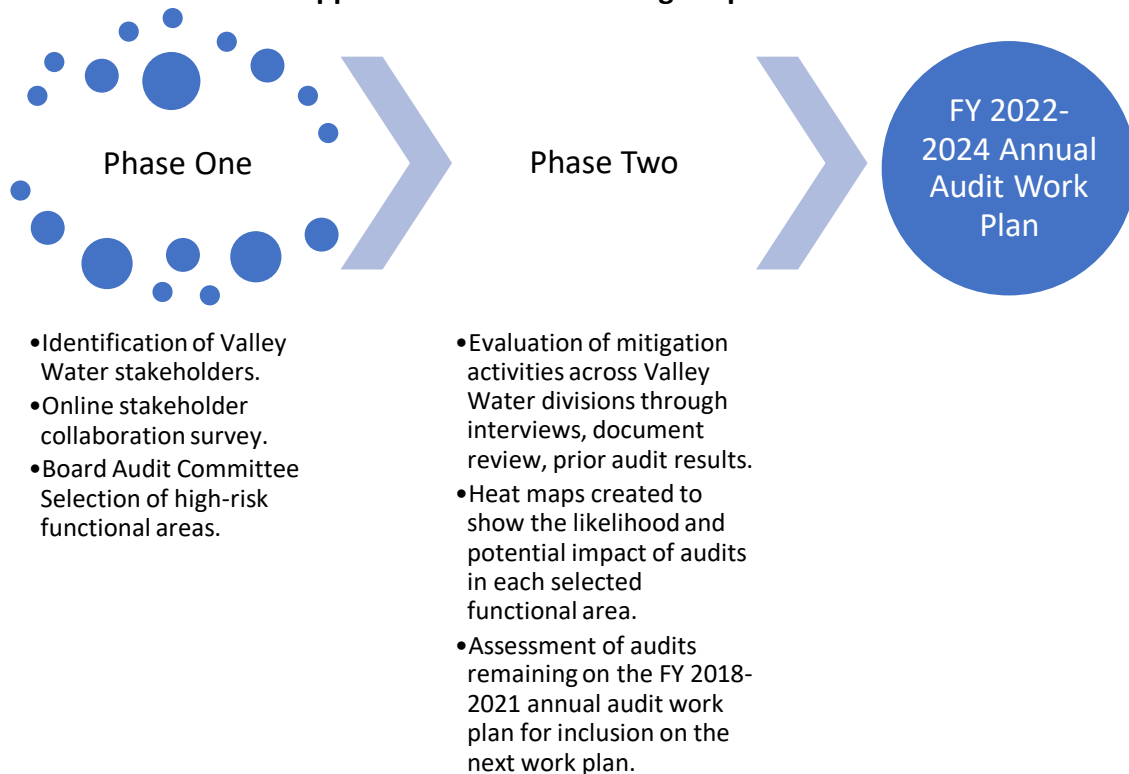 Phase One
Phase Two
FY 2022-
2024 Annual
Audit Work
Plan
•Identification of Valley
Water stakeholders.
•Online stakeholder
collaboration survey.
•Board Audit Committee
Selection of high-risk
functional areas.
•Evaluation of mitigation
activities across Valley
Water divisions through
interviews, document
review, prior audit results.
•Heat maps created to
show the likelihood and
potential impact of audits
in each selected
functional area.
•Assessment of audits
remaining on the FY 2018-
2021 annual audit work
plan for inclusion on the
next work plan.